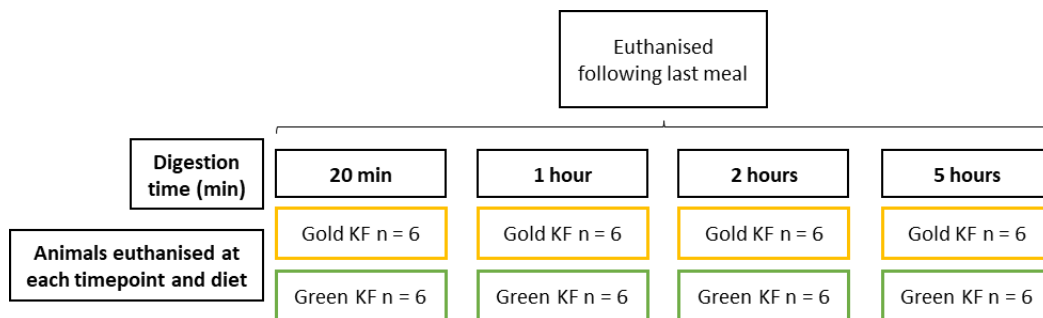 Euthanised
following last meal
Digestion
time (min)
20 min
1 hour
2 hours
5 hours
Animals euthanised at
each timepoint and diet
Gold KF n = 6
Gold KF n = 6
Gold KF n = 6
Gold KF n = 6
Green KF n = 6
Green KF n = 6
Green KF n = 6
Green KF n = 6